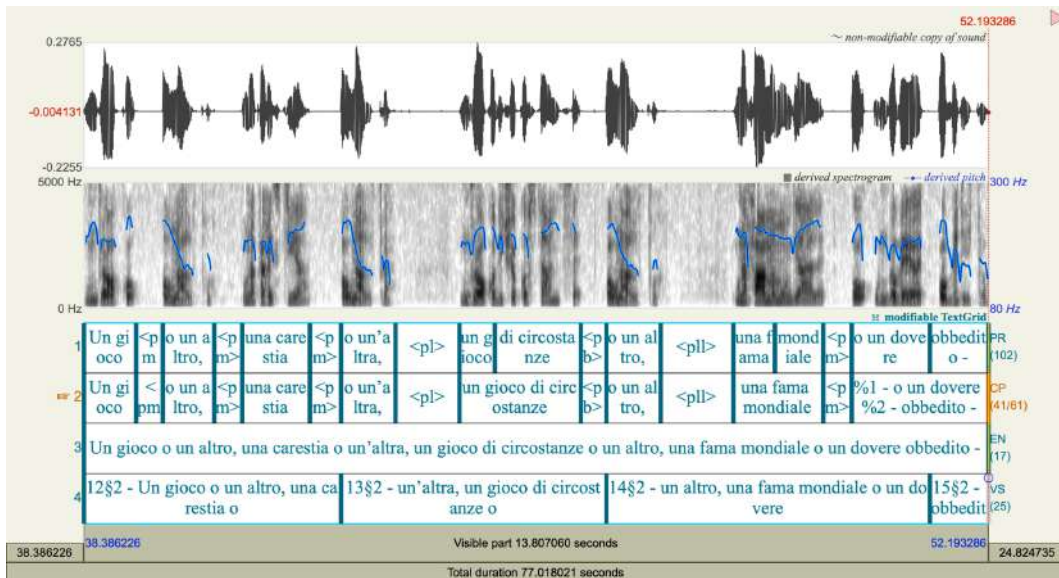 52.193286
0.2765
~ non-modifiable copy of sound
-0.004131
-0.2255
5000 Hz
derived spectrogram
derived pitch
300 Hz
0 Hz
80 Hz
modifiable TextGrid
1
Un gi
oco
<p
m
o un a
ltro,
<p
m>
una care
stia
<p
m>
o un'a
ltra,
<pl>
un g
ioco
di circosta
nze
<p
b>
o un al
tro,
<pll>
una f
ama
mond
iale
<p
m>
o un dove
re
obbedit
o -
PR
(102)
2
Un gi
oco
<
pm
o un a
ltro,
<p
m>
una care
stia
<p
m>
o un'a
ltra,
<pl>
un gioco di circ
ostanze
<p
b>
o un al
tro,
<pll>
una fama
mondiale
<p
m>
%1 - o un dovere
%2 - obbedito -
CP
(41/61)
3
Un gioco o un altro, una carestia o un'altra, un gioco di circostanze o un altro, una fama mondiale o un dovere obbedito -
EN
(17)
4
12§2 - Un gioco o un altro, una ca
restia o
13§2 - un'altra, un gioco di circost
anze o
14§2 - un altro, una fama mondiale o un do
vere
15§2 -
obbedit
VS
(25)
38.386226
38.386226
Visible part 13.807060 seconds
52.193286
24.824735
Total duration 77.018021 seconds